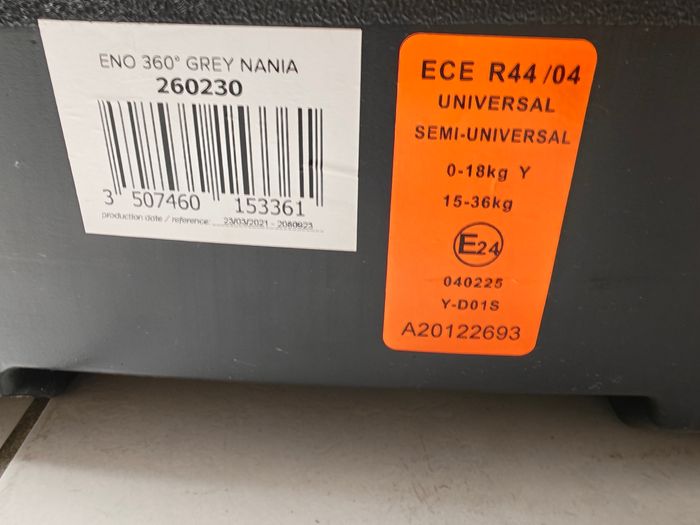 ENO 360° GREY NANIA
260230
3 507460 153361
production date / reference: 23/03/2021 - 2080923
ECE R44 /04
UNIVERSAL
SEMI-UNIVERSAL
0-18kg Y
15-36kg
E24
040225
Y-D01S
A20122693